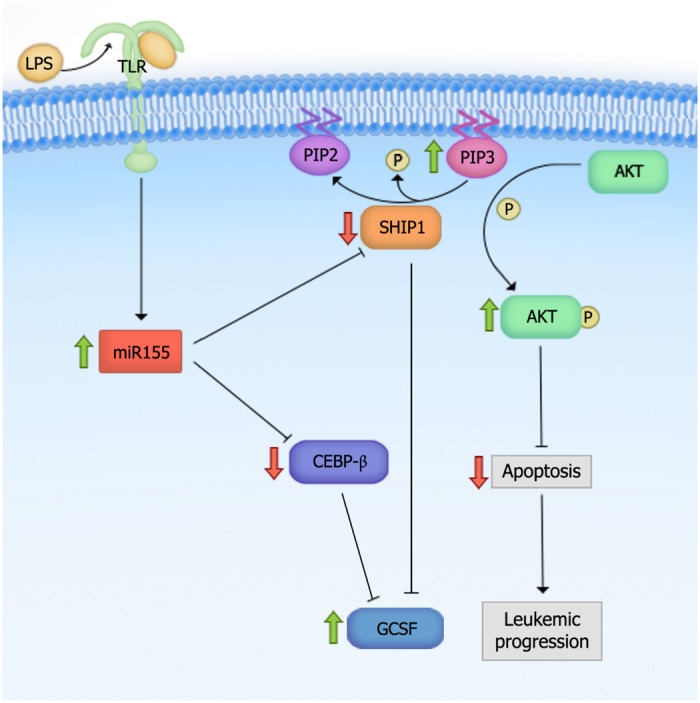 LPS
TLR
PIP2
P
PIP3
AKT
P
SHIP1
AKT
P
miR155
CEBP-β
Apoptosis
GCSF
Leukemic
progression